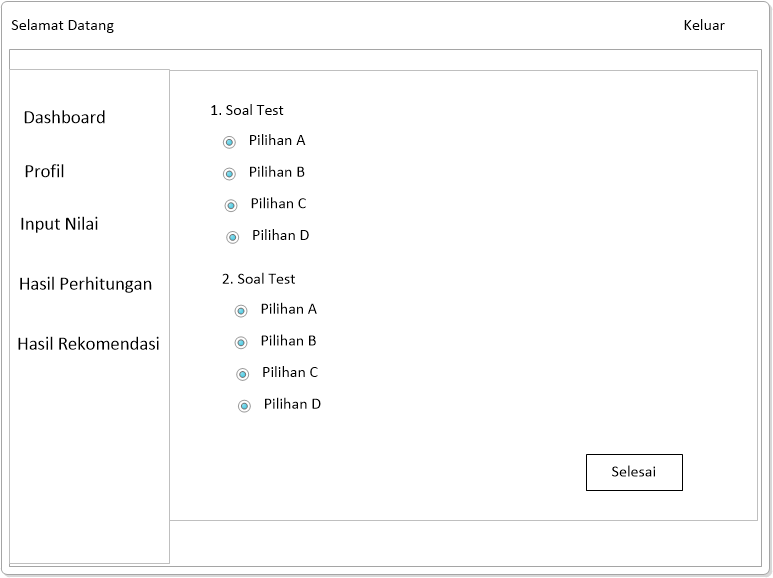 Selamat Datang
Keluar
Dashboard
Profil
Input Nilai
Hasil Perhitungan
Hasil Rekomendasi
1. Soal Test
Pilihan A
Pilihan B
Pilihan C
Pilihan D
2. Soal Test
Pilihan A
Pilihan B
Pilihan C
Pilihan D
Selesai